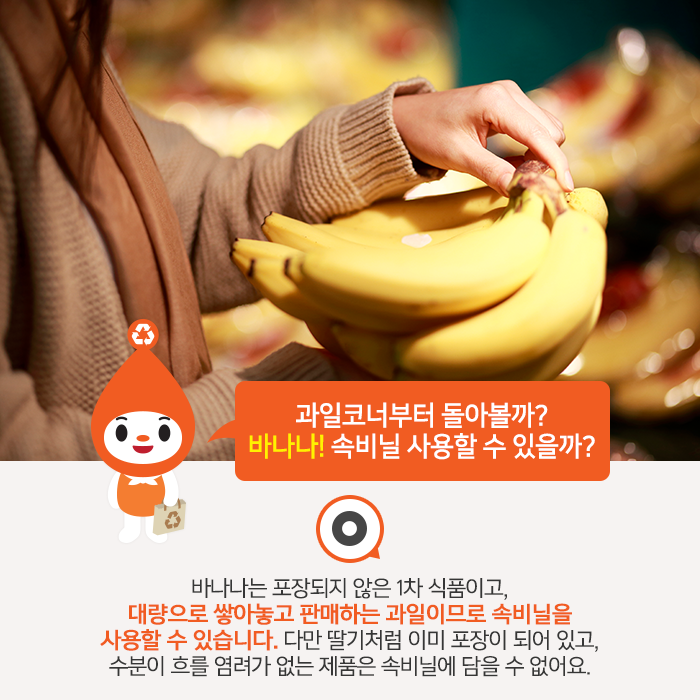 과일코너부터 돌아볼까?
바나나! 속비닐 사용할 수 있을까?
바나나는 포장되지 않은 1차 식품이고,
대량으로 쌓아놓고 판매하는 과일이므로 속비닐을
사용할 수 있습니다. 다만 딸기처럼 이미 포장이 되어 있고,
수분이 흐를 염려가 없는 제품은 속비닐에 담을 수 없어요.